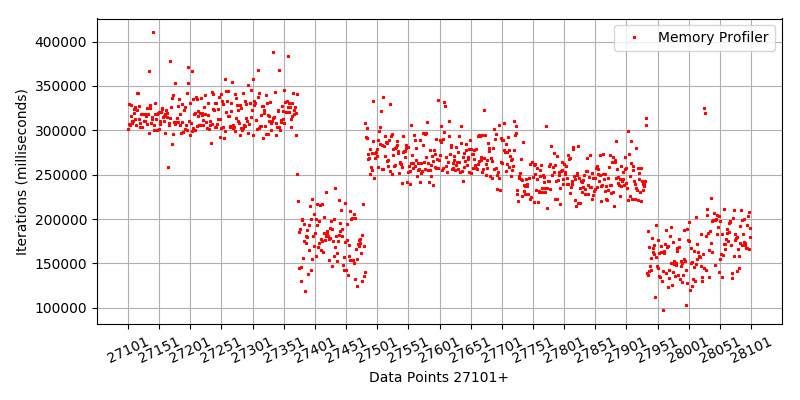 Memory Profiler
Iterations (milliseconds)
400000
350000
300000
250000
200000
150000
100000
27101 27151 27201 27251 27301 27351 27401 27451 27501 27551 27601 27651 27701 27751 27801 27851 27901 27951 28001 28051 28101
Data Points 27101+